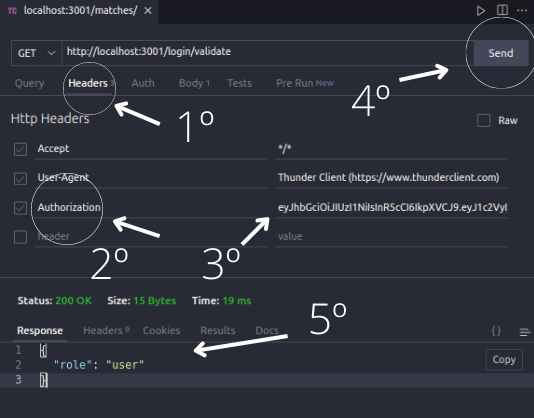 TC localhost:3001/matches/ ×
GET http://localhost:3001/login/validate Send
Query Headers 3 Auth Body 1 Tests Pre Run New
4º
1º
Http Headers Raw
Accept */*
User-Agent Thunder Client (https://www.thunderclient.com)
Authorization eyJhbGciOiJIUzI1NiIsInR5cCI6IkpXVCJ9.eyJ1c2VyI
header value
2º 3º
Status: 200 OK Size: 15 Bytes Time: 19 ms
5º
Response Headers 9 Cookies Results Docs {}
1 {
2 "role": "user"
3 }
Copy